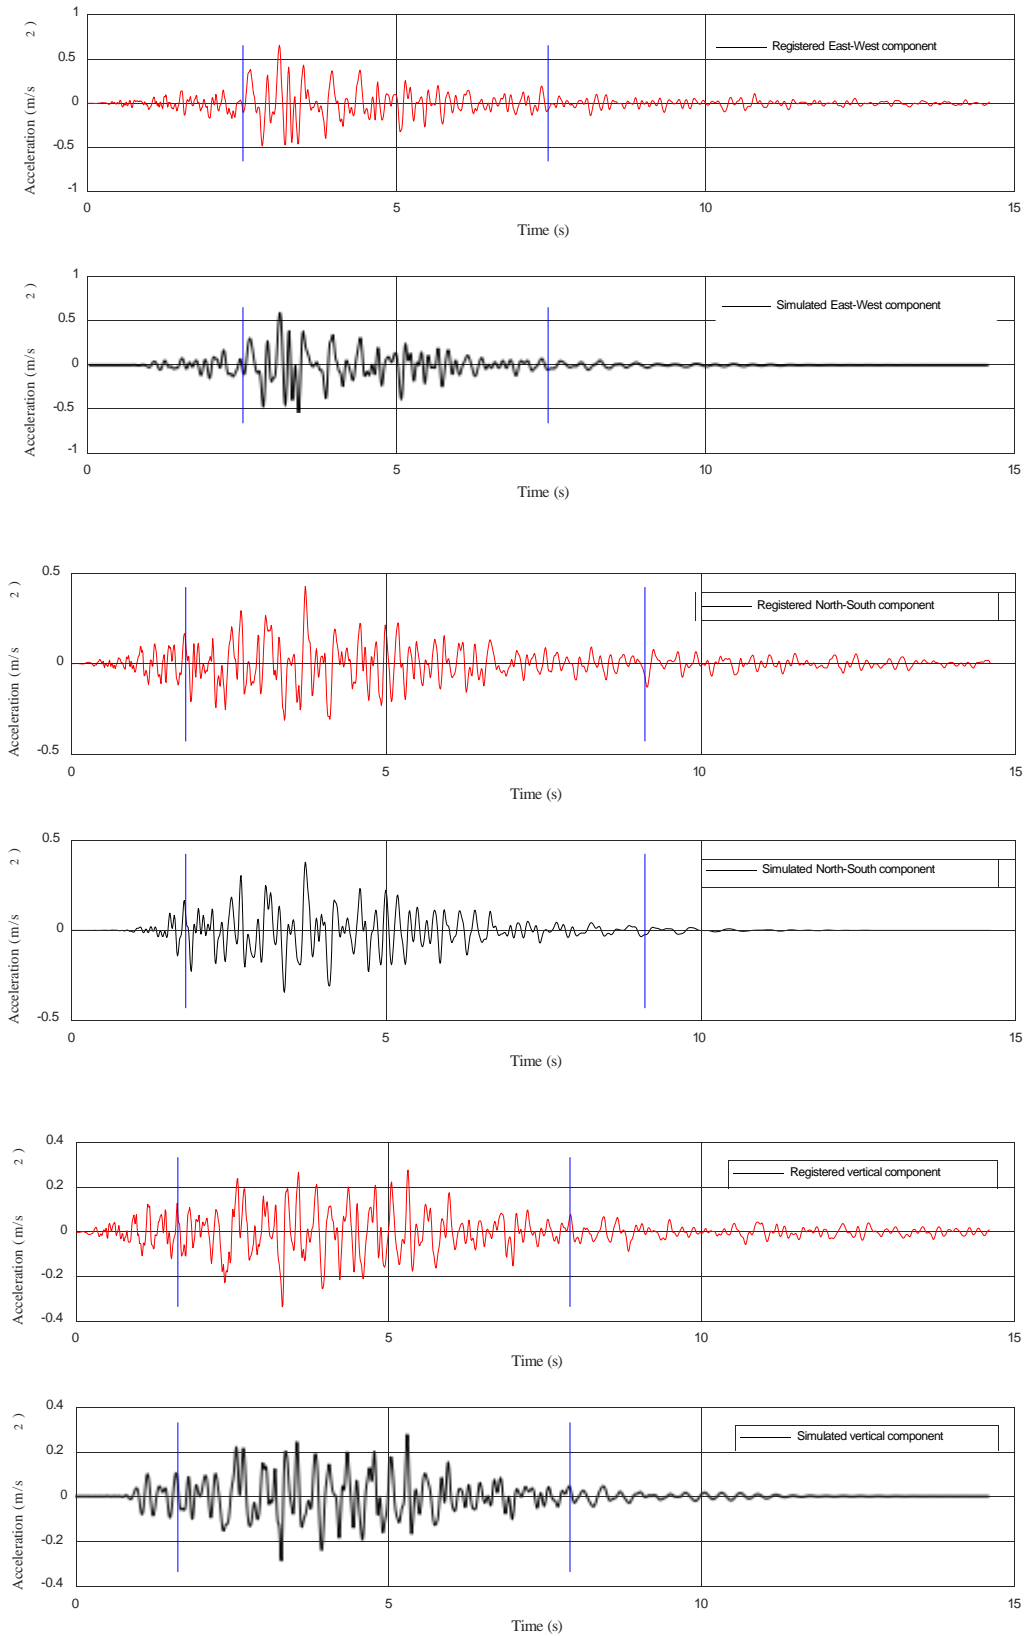 1
0.5
0
-0.5
-1
Acceleration (m/s 2 )
Registered East-West component
0 5 10 15
Time (s)
1
0.5
0
-0.5
-1
Acceleration (m/s 2 )
Simulated East-West component
0 5 10 15
Time (s)
0.5
0
-0.5
Acceleration (m/s 2 )
Registered North-South component
0 5 10 15
Time (s)
0.5
0
-0.5
Acceleration (m/s 2 )
Simulated North-South component
0 5 10 15
Time (s)
0.4
0.2
0
-0.2
-0.4
Acceleration (m/s 2 )
Registered vertical component
0 5 10 15
Time (s)
0.4
0.2
0
-0.2
-0.4
Acceleration (m/s 2 )
Simulated vertical component
0 5 10 15
Time (s)